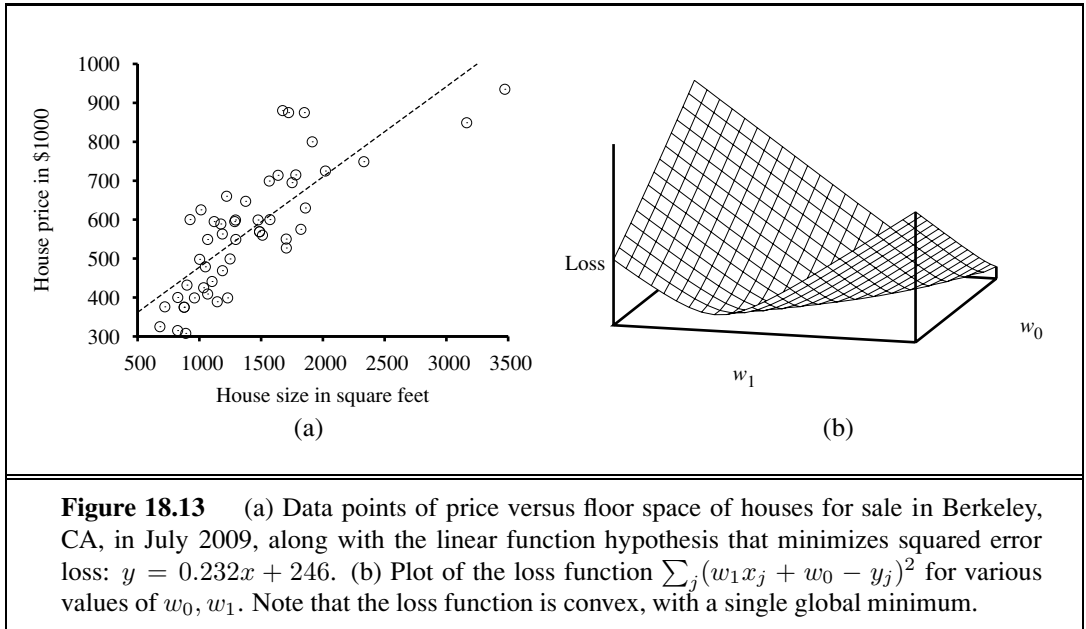 1000
900
800
700
600
500
400
300
House price in $1000
500 1000 1500 2000 2500 3000 3500
House size in square feet
(a)
Loss
w₀
w₁
(b)
Figure 18.13 (a) Data points of price versus floor space of houses for sale in Berkeley,
CA, in July 2009, along with the linear function hypothesis that minimizes squared error
loss: y = 0.232x + 246. (b) Plot of the loss function ∑ⱼ(w₁xⱼ + w₀ − yⱼ)² for various
values of w₀, w₁. Note that the loss function is convex, with a single global minimum.